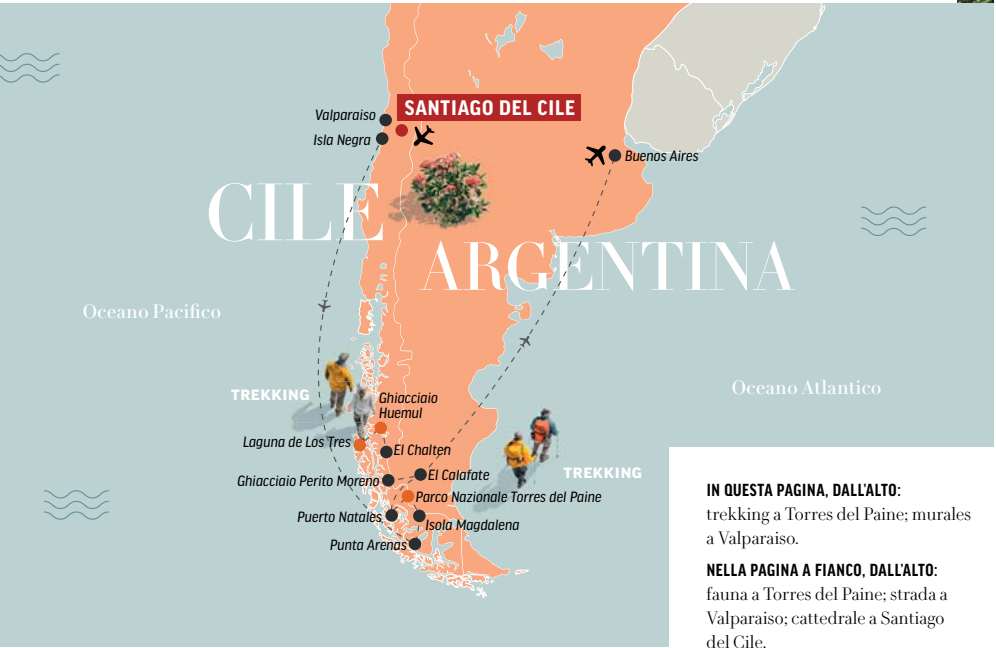 Valparaiso
SANTIAGO DEL CILE
Isla Negra
Buenos Aires
CILE
ARGENTINA
Oceano Pacifico
Oceano Atlantico
TREKKING
Ghiacciaio
Huemul
Laguna de Los Tres
El Chalten
TREKKING
Ghiacciaio Perito Moreno
El Calafate
Parco Nazionale Torres del Paine
Puerto Natales
Isola Magdalena
Punta Arenas
IN QUESTA PAGINA, DALL'ALTO:
trekking a Torres del Paine; murales
a Valparaiso.
NELLA PAGINA A FIANCO, DALL'ALTO:
fauna a Torres del Paine; strada a
Valparaiso; cattedrale a Santiago
del Cile.